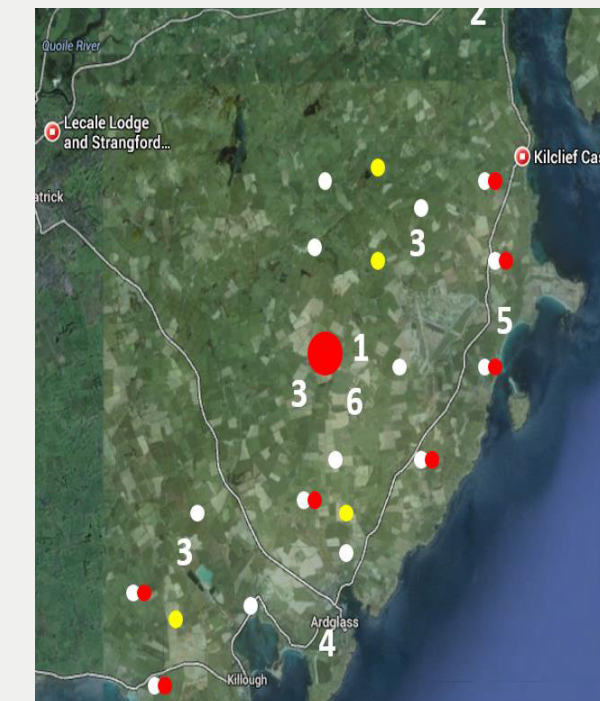 2
Quoile River
Lecale Lodge
and Strangford...
Kilclief Cas
atrick
3
5
1
3
6
3
Ardglass
4
Killough